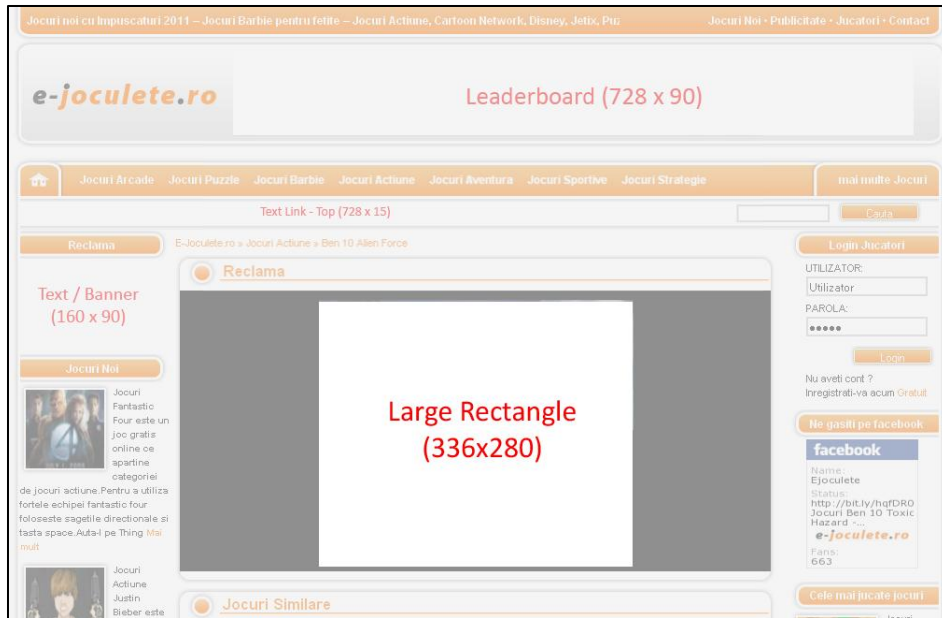 Jocuri noi cu Impuscaturi 2011 – Jocuri Barbie pentru fetite – Jocuri Actiune, Cartoon Network, Disney, Jetix, Puz
Jocuri Noi • Publicitate • Jucatori • Contact
e-joculete.ro
Leaderboard (728 x 90)
Jocuri Arcade Jocuri Puzzle Jocuri Barbie Jocuri Actiune Jocuri Aventura Jocuri Sportive Jocuri Strategie
mai multe Jocuri
Text Link - Top (728 x 15)
Cauta
Reclama
Text / Banner
(160 x 90)
Jocuri Noi
Jocuri
Fantastic
Four este un
joc gratis
online ce
apartine
categoriei
de jocuri actiune.Pentru a utiliza
fortele echipei fantastic four
foloseste sagetile directionale si
tasta space.Auta-l pe Thing Mai
mult
Jocuri
Actiune
Justin
Bieber este
E-Joculete.ro » Jocuri Actiune » Ben 10 Alien Force
Reclama
Large Rectangle
(336x280)
Jocuri Similare
Login Jucatori
UTILIZATOR:
Utilizator
PAROLA:
Login
Nu aveti cont ?
Inregistrati-va acum Gratuit
Ne gasiti pe facebook
facebook
Name:
Ejoculete
Status:
http://bit.ly/hqfDR0
Jocuri Ben 10 Toxic
Hazard -...
e-joculete.ro
Fans:
663
Cele mai jucate jocuri